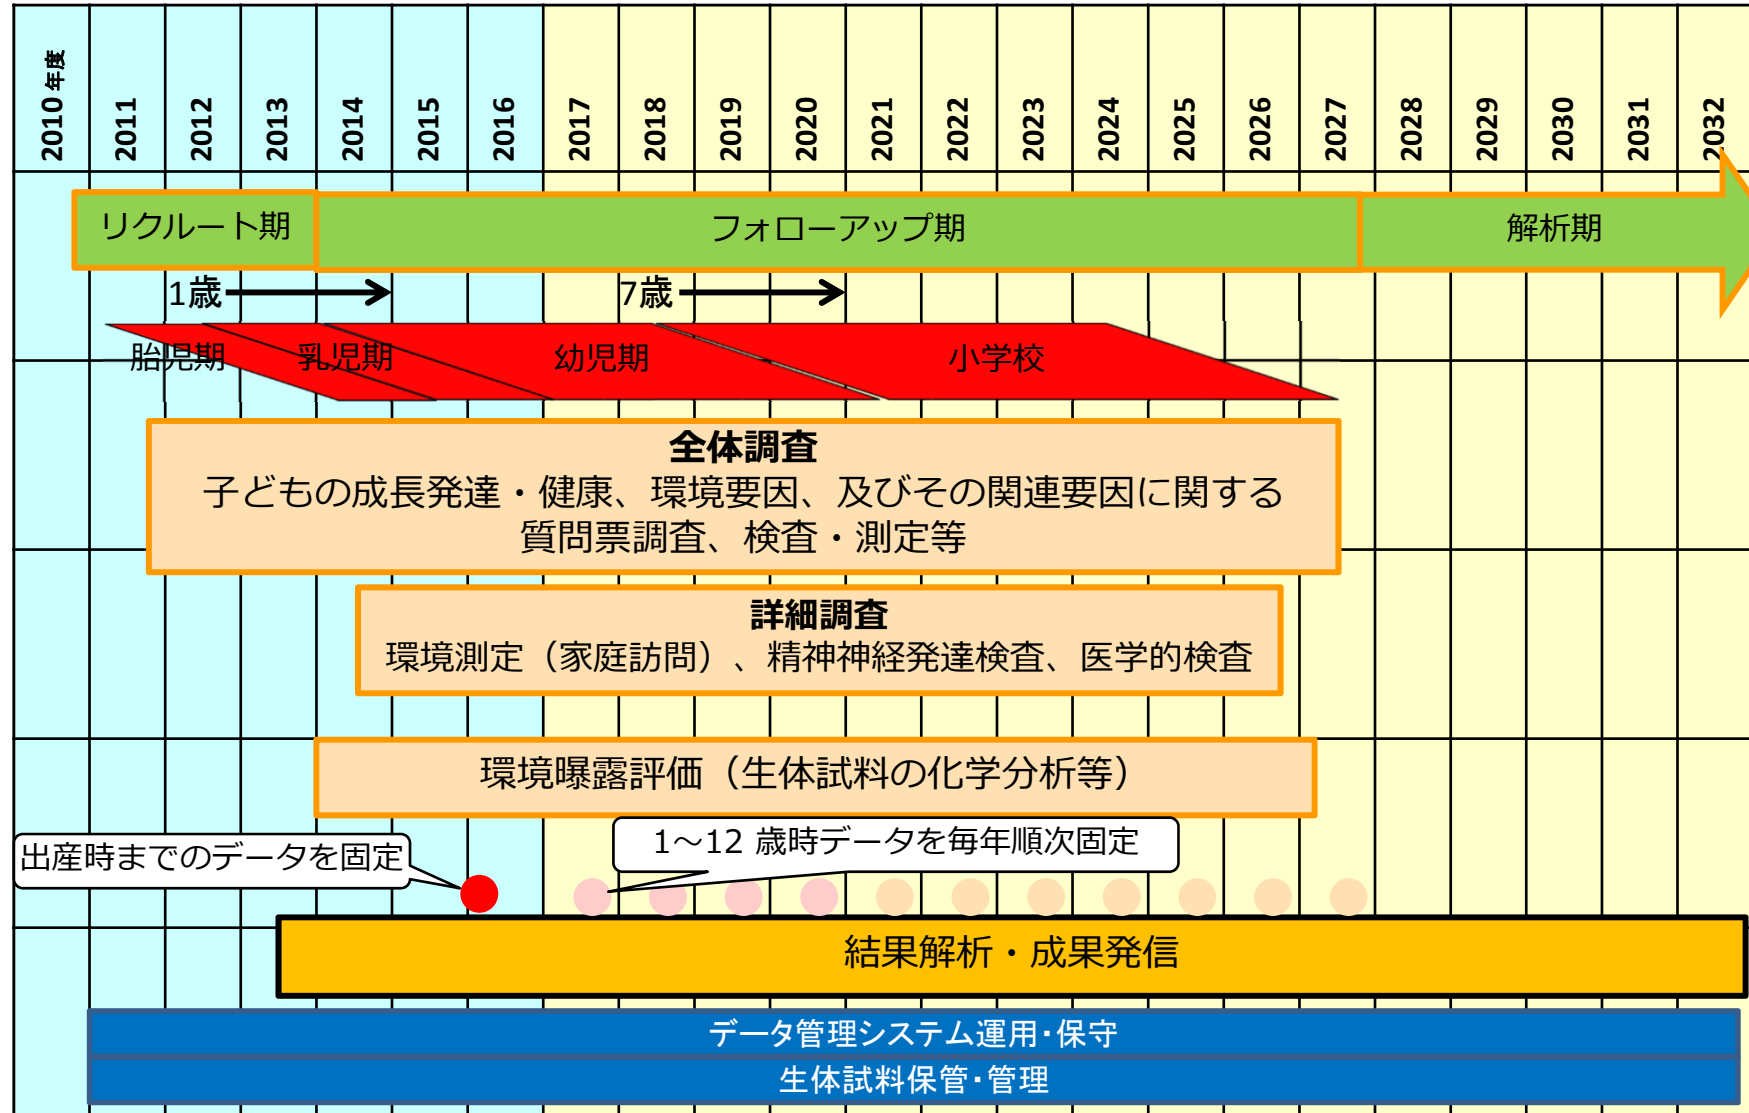 2010年度
2011
2012
2013
2014
2015
2016
2017
2018
2019
2020
2021
2022
2023
2024
2025
2026
2027
2028
2029
2030
2031
2032
リクルート期
フォローアップ期
解析期
1歳
7歳
胎児期
乳児期
幼児期
小学校
全体調査
子どもの成長発達・健康、環境要因、及びその関連要因に関する
質問票調査、検査・測定等
詳細調査
環境測定（家庭訪問）、精神神経発達検査、医学的検査
環境曝露評価（生体試料の化学分析等）
出産時までのデータを固定
1～12 歳時データを毎年順次固定
結果解析・成果発信
データ管理システム運用・保守
生体試料保管・管理